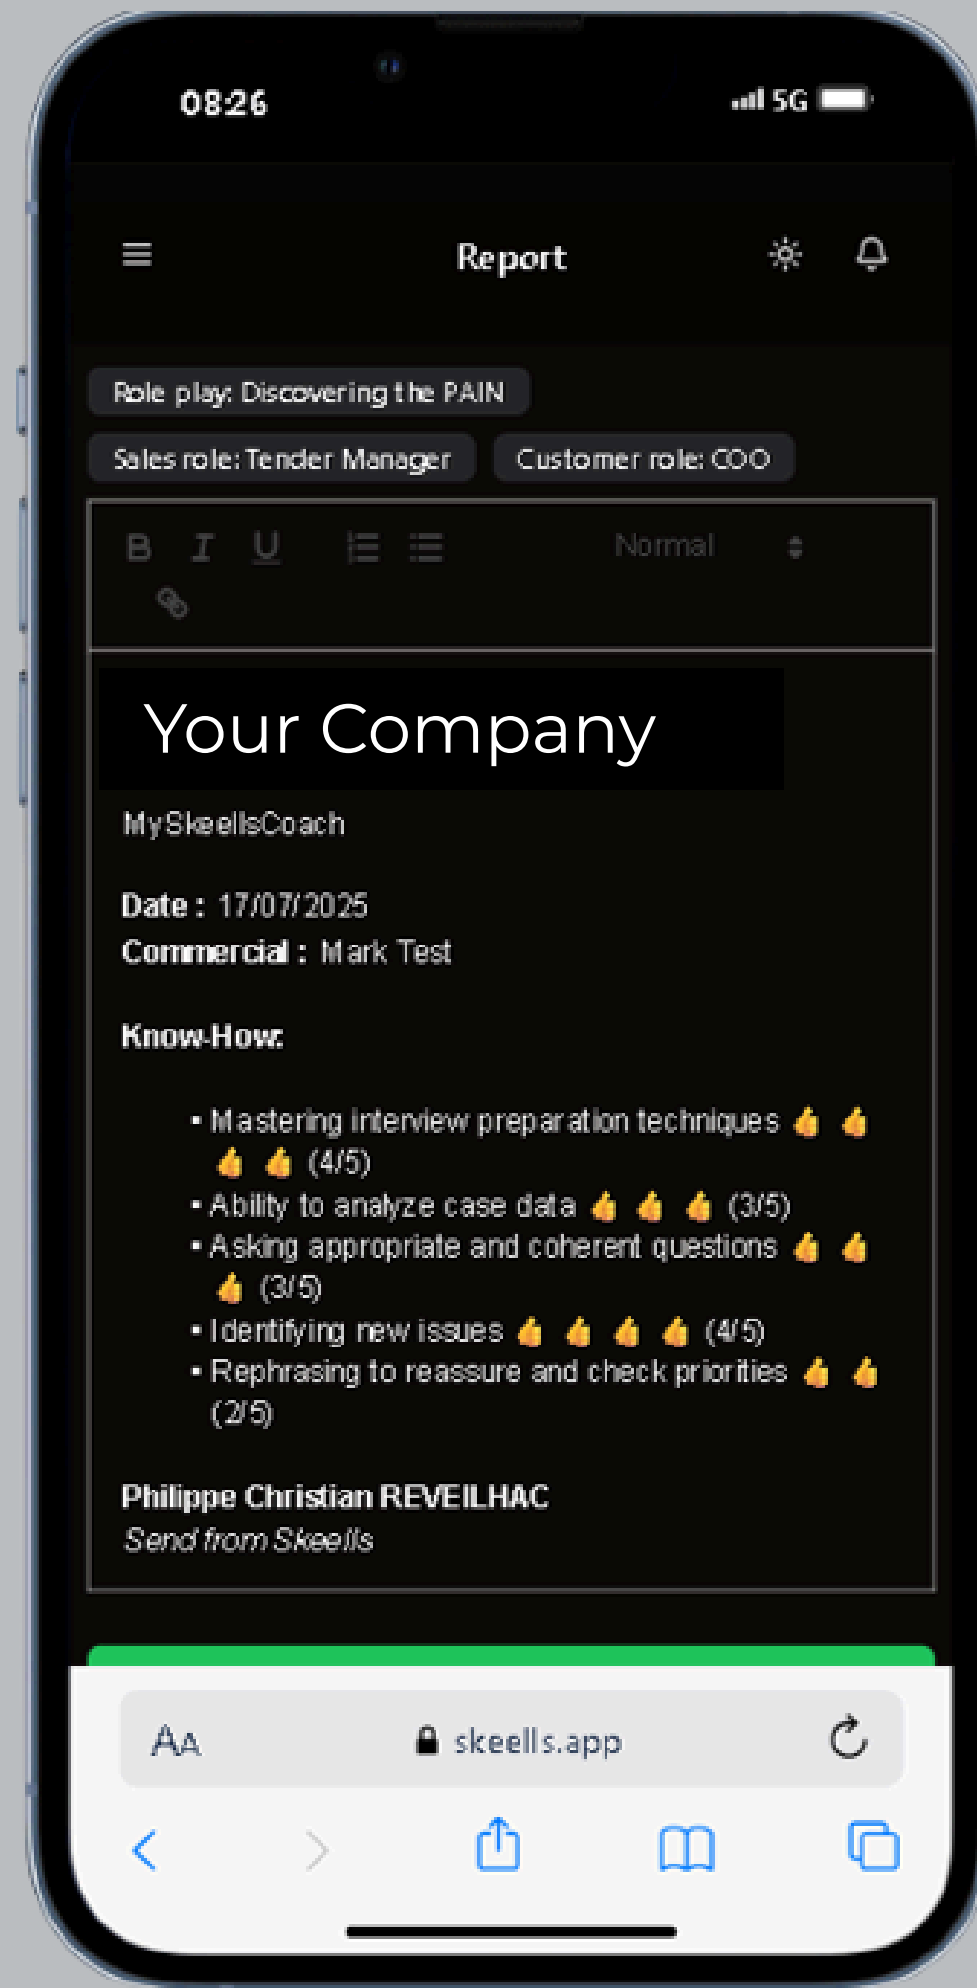 08:26 5G
Report
Role play: Discovering the PAIN
Sales role: Tender Manager Customer role: COO
B I U Normal
Your Company
MySkeellsCoach
Date : 17/07/2025
Commercial : Mark Test
Know-How:
▪ Mastering interview preparation techniques 👍 👍
👍 👍 (4/5)
▪ Ability to analyze case data 👍 👍 👍 (3/5)
▪ Asking appropriate and coherent questions 👍 👍
👍 (3/5)
▪ Identifying new issues 👍 👍 👍 👍 (4/5)
▪ Rephrasing to reassure and check priorities 👍 👍
(2/5)
Philippe Christian REVEILHAC
Send from Skeells
AA skeells.app